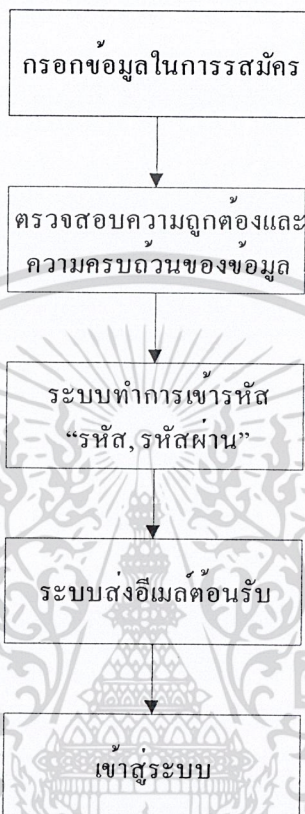 กรอกข้อมูลในการรสมัคร
ตรวจสอบความถูกต้องและ
ความครบถ้วนของข้อมูล
ระบบทำการเข้ารหัส
“รหัส, รหัสผ่าน”
ระบบส่งอีเมล์ต้อนรับ
เข้าสู่ระบบ